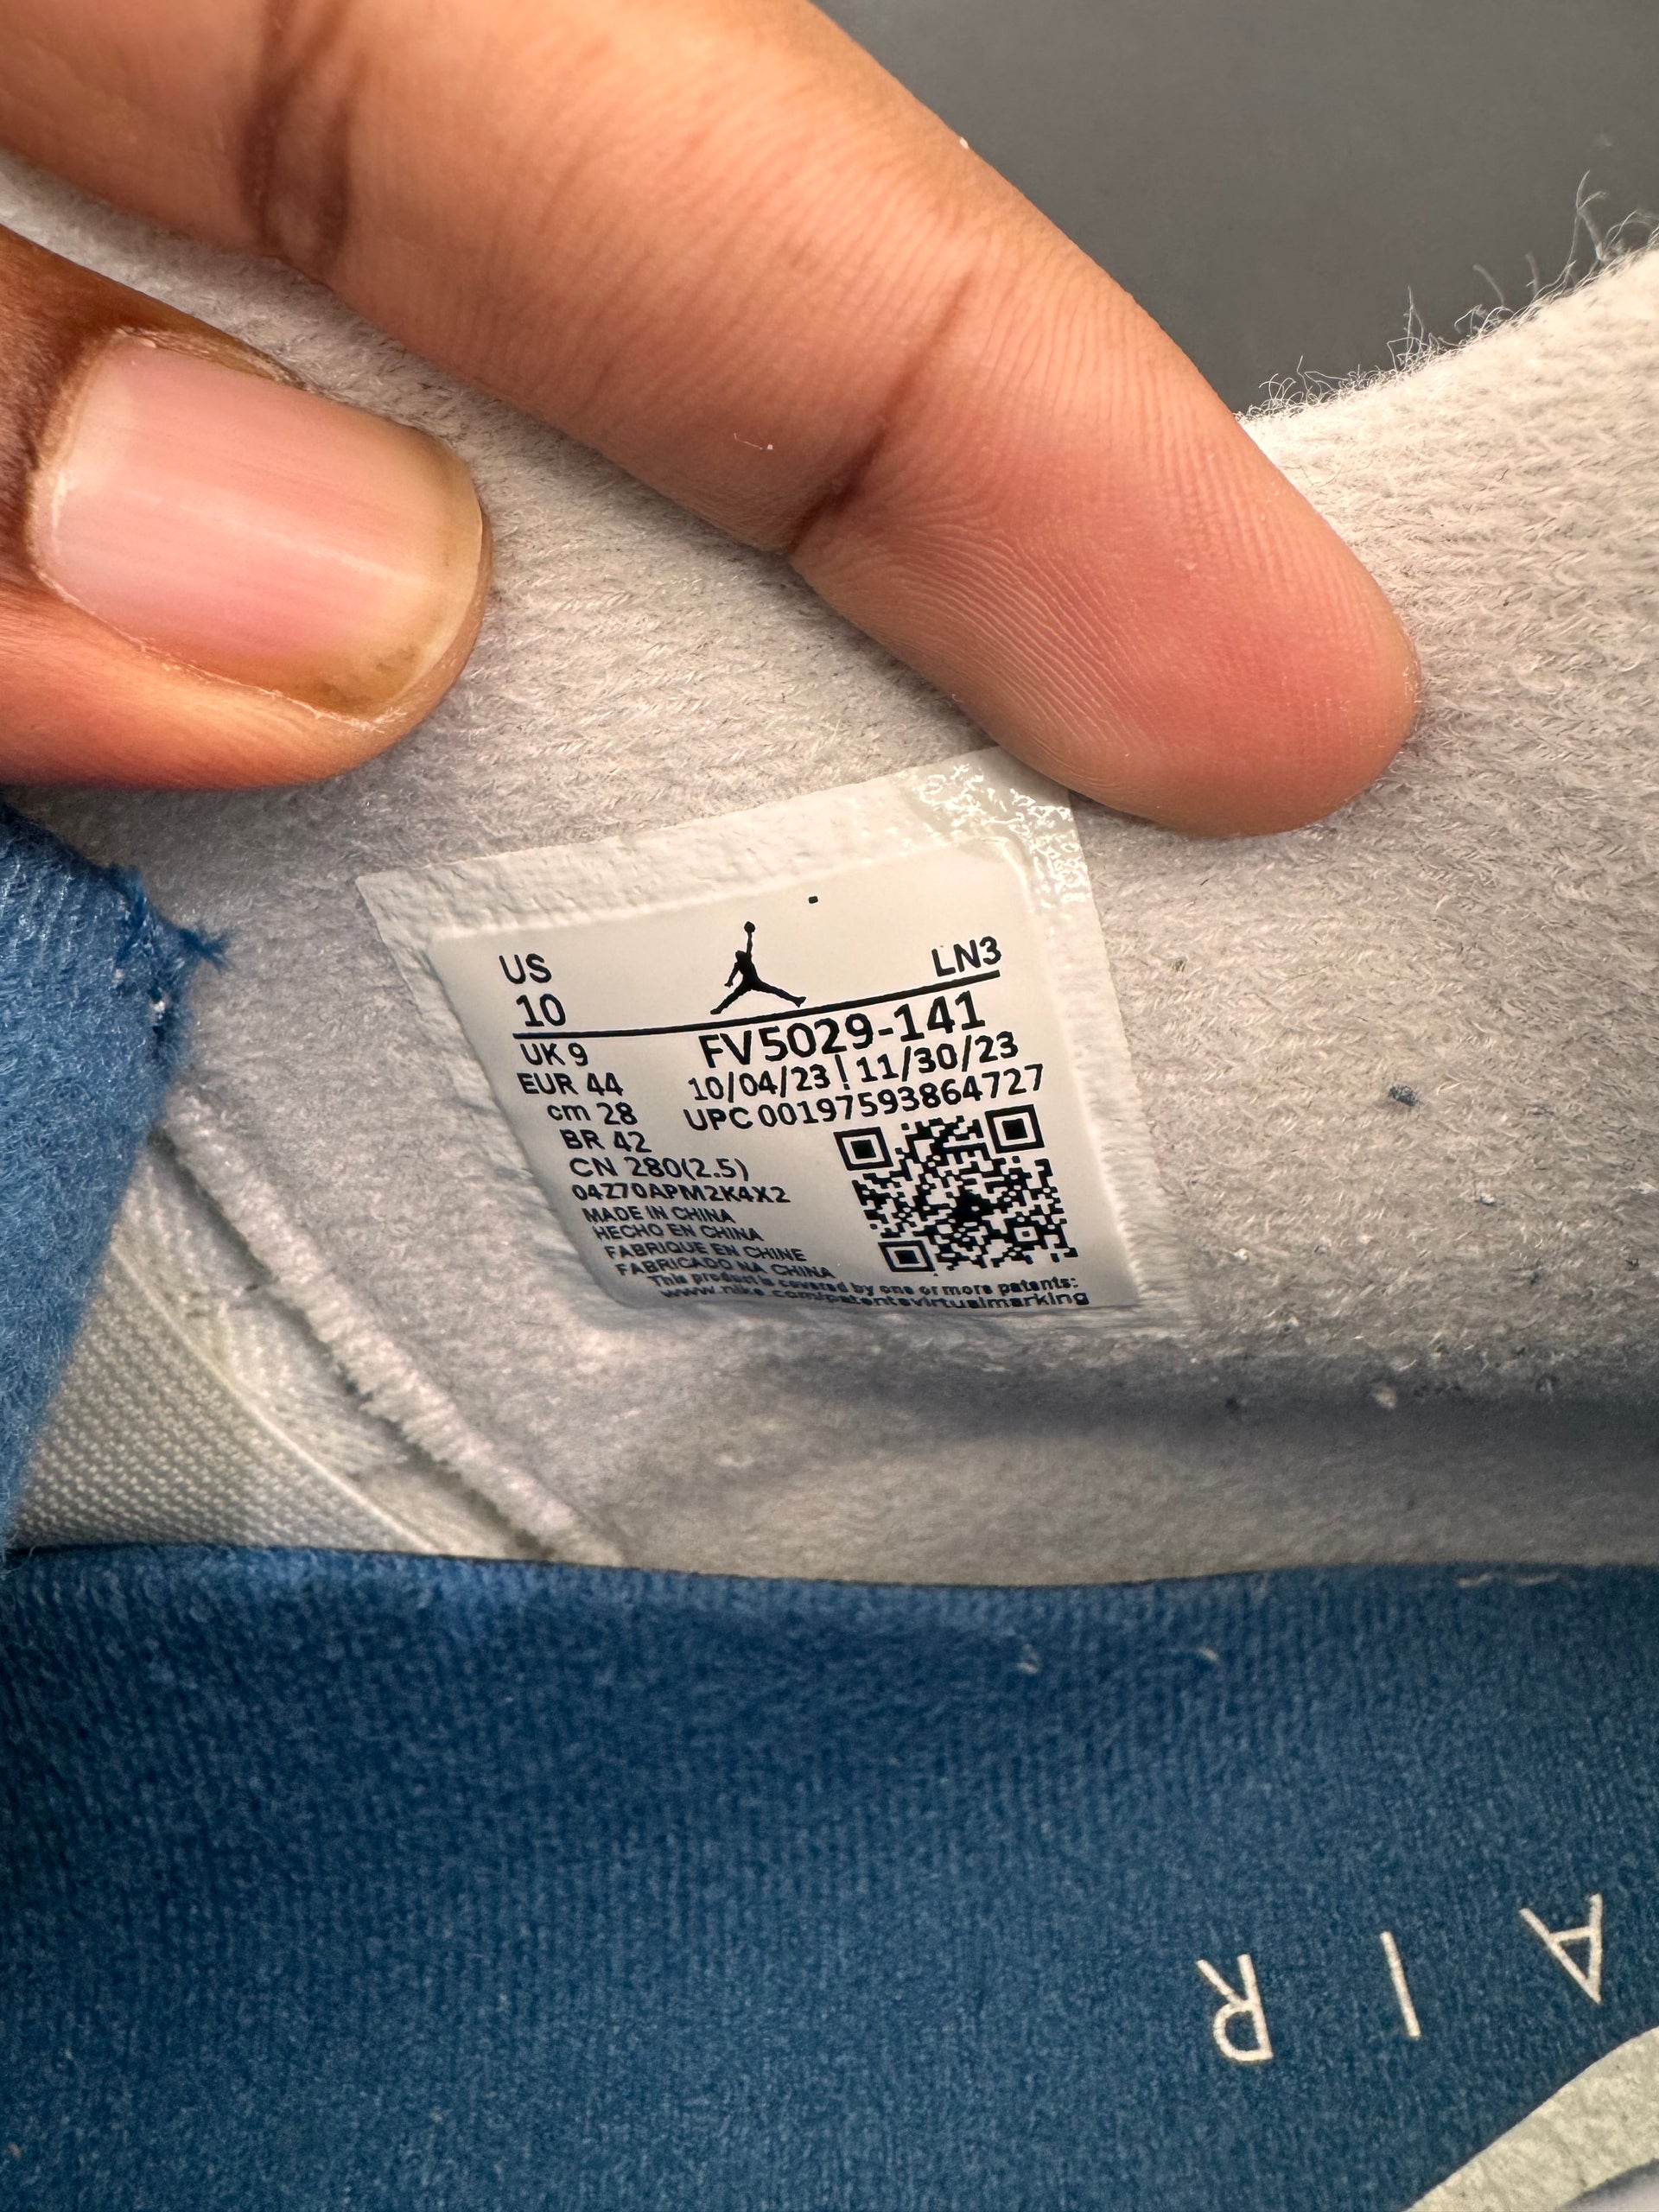 US
LN3
10
UK 9
FV5029-141
EUR 44
10/04/23 | 11/30/23
cm 28
UPC 00197593864727
BR 42
CN 280(2.5)
04Z70APM2K4X2
MADE IN CHINA
HECHO EN CHINA
FABRIQUE EN CHINE
FABRICADO NA CHINA
This product is covered by one or more patents:
www.nike.com/patentsvirtualmarking
AIR